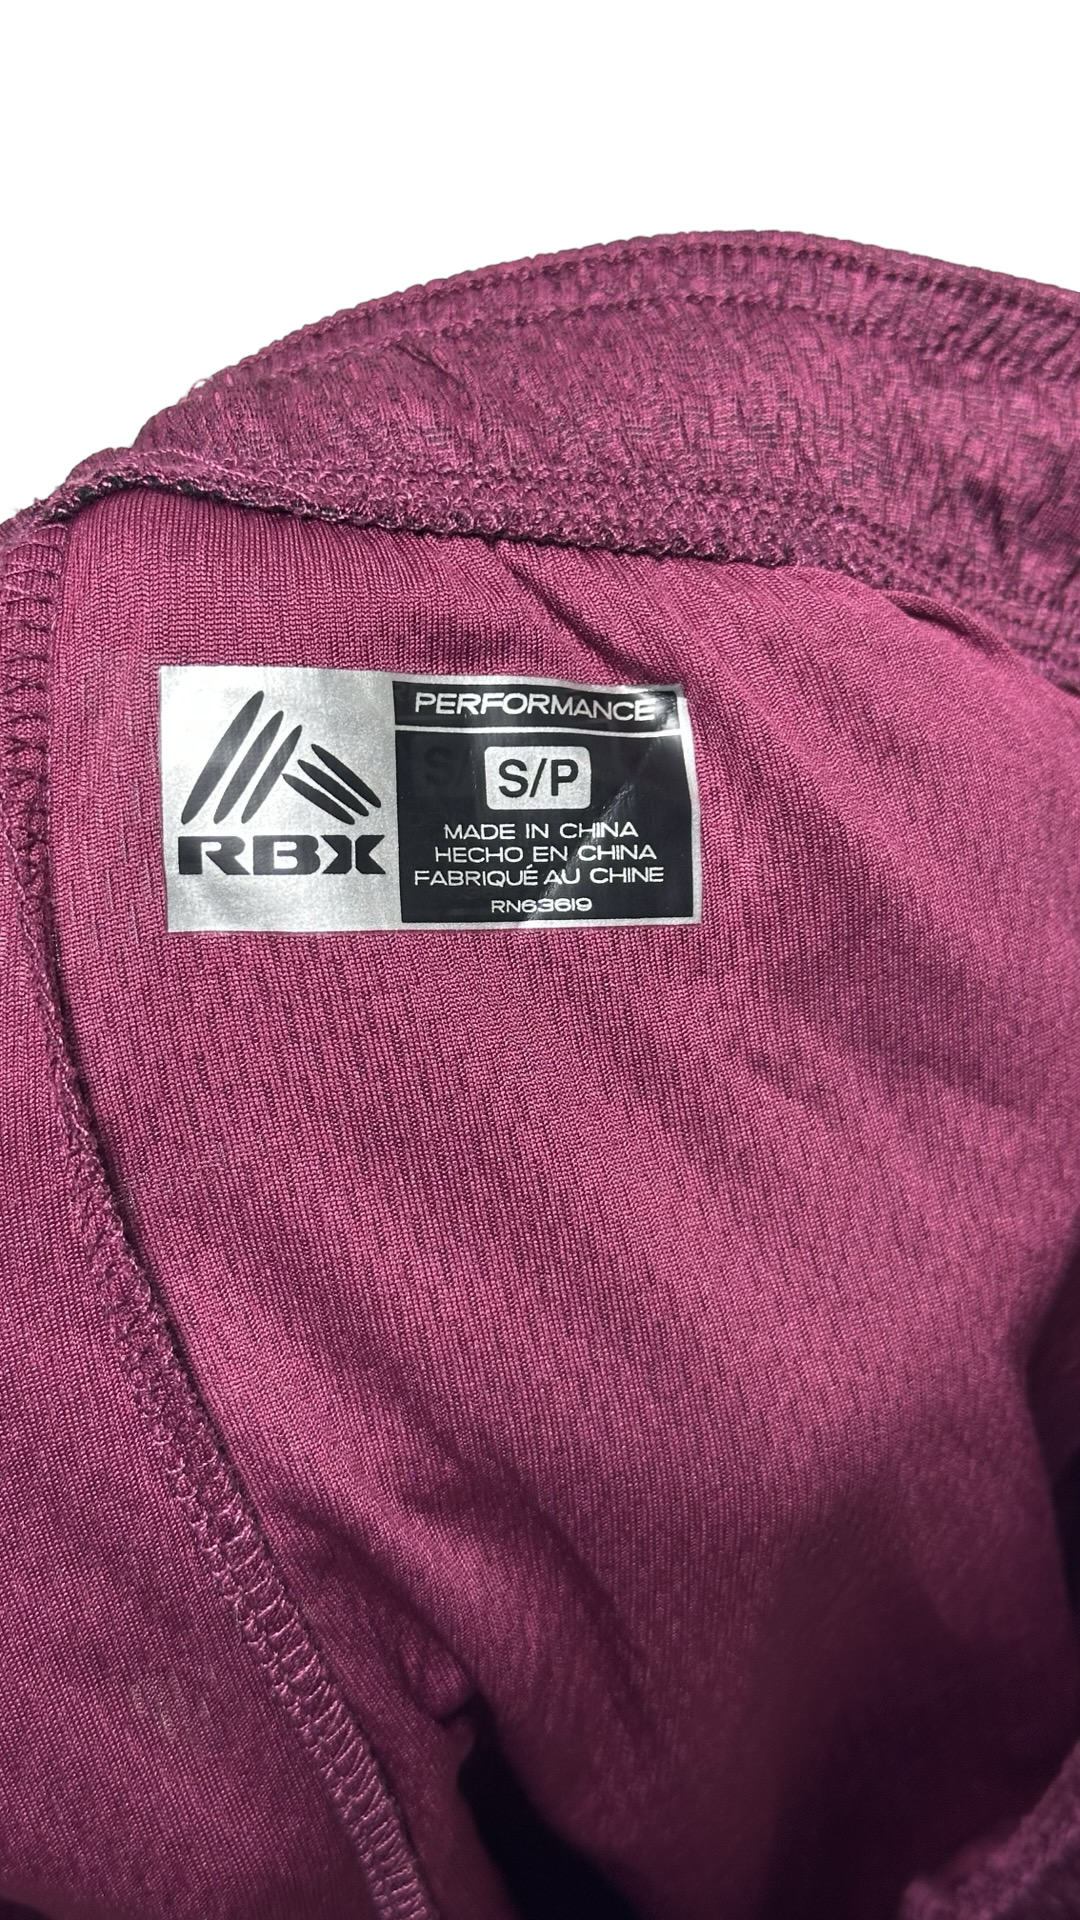 RBX
PERFORMANCE
S/P
MADE IN CHINA
HECHO EN CHINA
FABRIQUÉ AU CHINE
RN63619